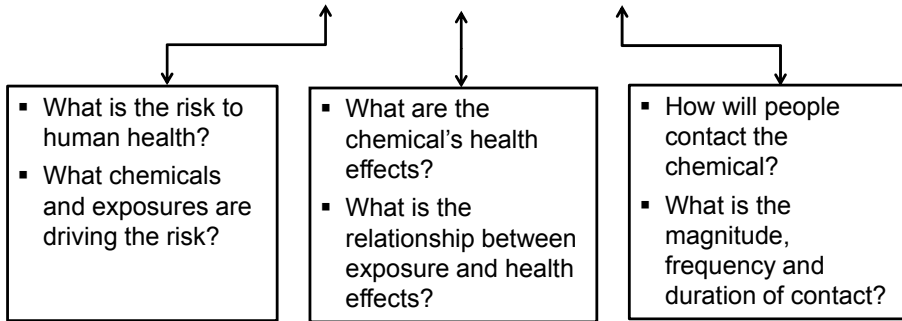 ▪ What is the risk to
human health?
▪ What chemicals
and exposures are
driving the risk?
▪ What are the
chemical’s health
effects?
▪ What is the
relationship between
exposure and health
effects?
▪ How will people
contact the
chemical?
▪ What is the
magnitude,
frequency and
duration of contact?